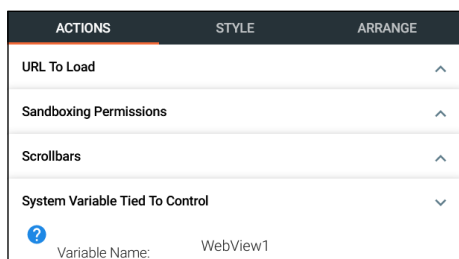 ACTIONS STYLE ARRANGE
URL To Load
Sandboxing Permissions
Scrollbars
System Variable Tied To Control
?
Variable Name: WebView1